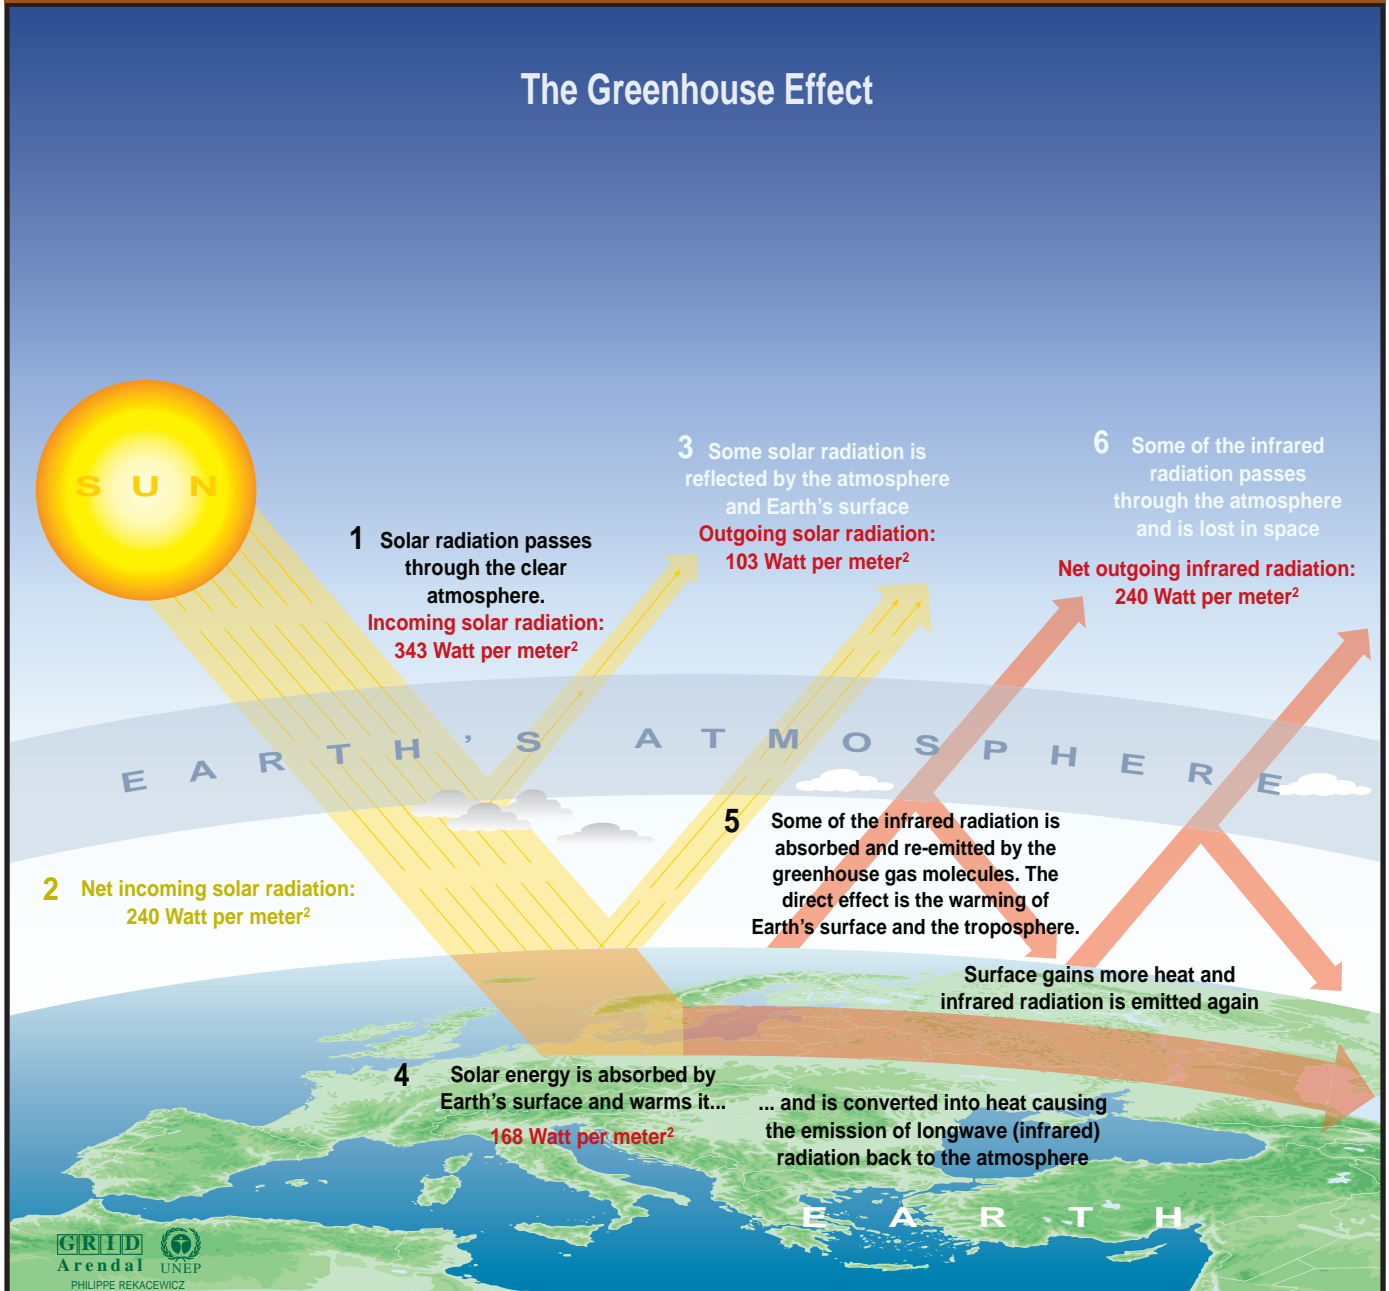 The Greenhouse Effect
SUN
1 Solar radiation passes
through the clear
atmosphere.
Incoming solar radiation:
343 Watt per meter²
2 Net incoming solar radiation:
240 Watt per meter²
3 Some solar radiation is
reflected by the atmosphere
and Earth's surface
Outgoing solar radiation:
103 Watt per meter²
6 Some of the infrared
radiation passes
through the atmosphere
and is lost in space
Net outgoing infrared radiation:
240 Watt per meter²
EARTH'S ATMOSPHERE
5 Some of the infrared radiation is
absorbed and re-emitted by the
greenhouse gas molecules. The
direct effect is the warming of
Earth's surface and the troposphere.
Surface gains more heat and
infrared radiation is emitted again
4 Solar energy is absorbed by
Earth's surface and warms it...
168 Watt per meter²
... and is converted into heat causing
the emission of longwave (infrared)
radiation back to the atmosphere
EARTH
GRID
Arendal
UNEP
PHILIPPE REKACEWICZ